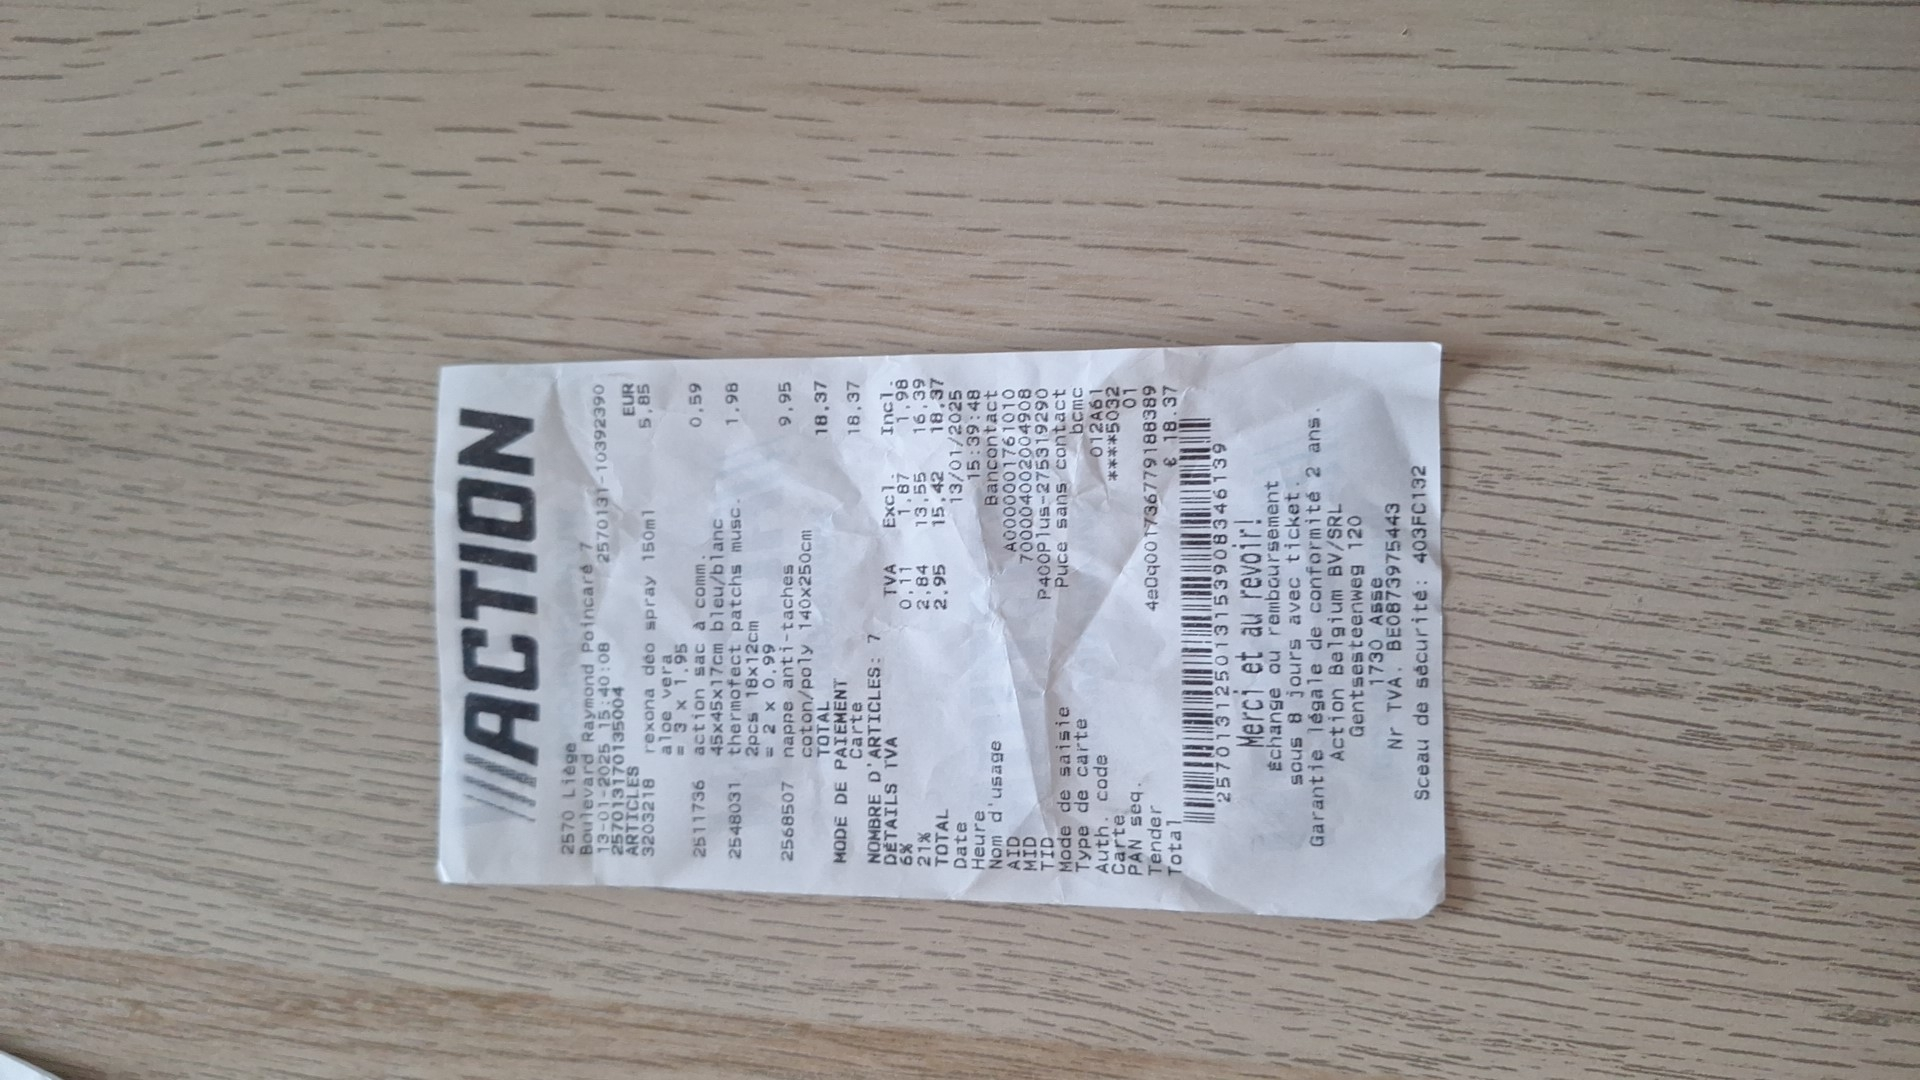 ACTION
2570 Liège
Boulevard Raymond Poincaré 7
13-01-2025 15:40:08 2570131-10392390
2570131701035004
ARTICLES EUR
3203218 rexona déo spray 150ml 5,85
aloe vera
= 3 x 1,95
2511736 action sac à comm. 0,59
45x45x17cm bleu/blanc
2548031 thermofect patchs musc. 1,98
2pcs 18x12cm
= 2 x 0,99
2568507 nappe anti-taches 9,95
coton/poly 140x250cm
TOTAL 18,37
MODE DE PAIEMENT
Carte 18,37
NOMBRE D'ARTICLES: 7
DÉTAILS TVA TVA Excl. Incl.
6% 0,11 1,87 1,98
21% 2,84 13,55 16,39
TOTAL 2,95 15,42 18,37
Date 13/01/2025
Heure 15:39:48
Nom d'usage Bancontact
AID A0000001761010
MID 700004002004908
TID P400Plus-275319290
Mode de saisie Puce sans contact
Type de carte bcmc
Auth. code 012A61
Carte ****5032
PAN seq. 01
Tender 4e0q001736779188389
Total € 18.37
2570131250131153908346139
Merci et au revoir!
Échange ou remboursement
sous 8 jours avec ticket.
Garantie légale de conformité 2 ans.
Action Belgium BV/SRL
Gentsesteenweg 120
1730 Asse
Nr TVA. BE0873975443
Sceau de sécurité: 403FC132